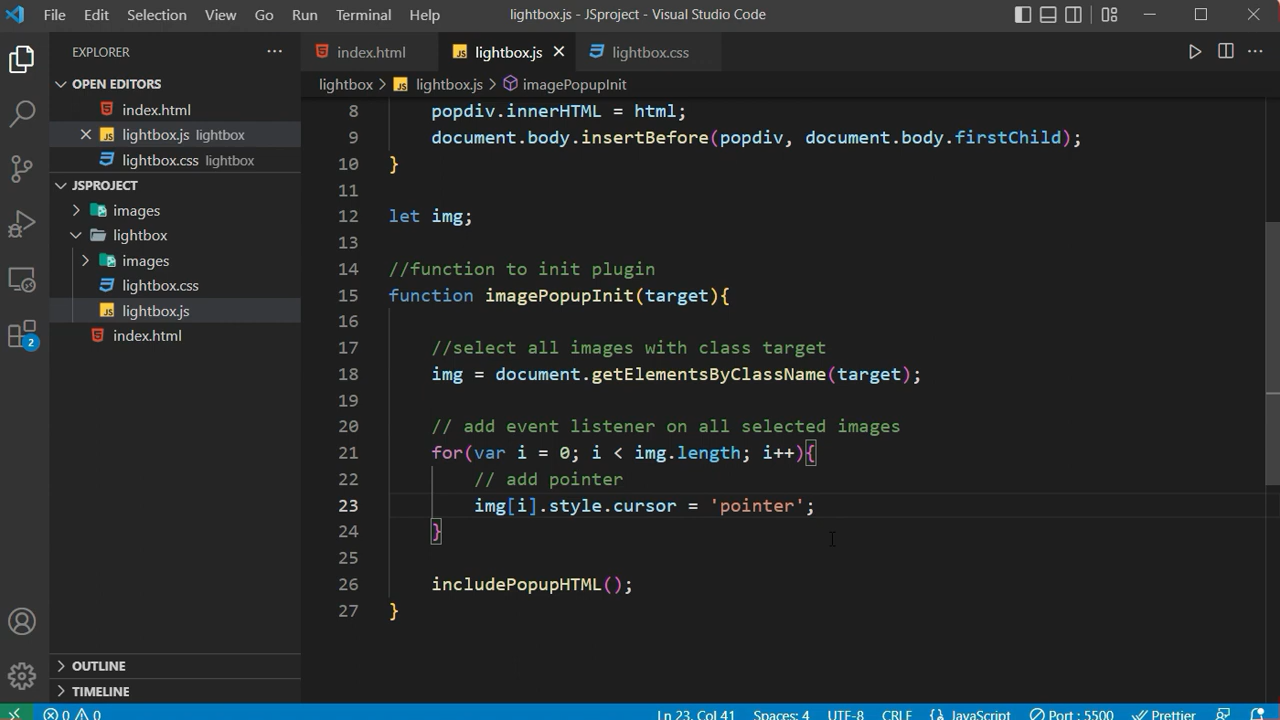 File Edit Selection View Go Run Terminal Help lightbox.js - JSproject - Visual Studio Code
EXPLORER
OPEN EDITORS
index.html
lightbox.js lightbox
lightbox.css lightbox
JSPROJECT
images
lightbox
images
lightbox.css
lightbox.js
index.html
OUTLINE
TIMELINE
2
index.html lightbox.js lightbox.css
lightbox > lightbox.js > imagePopupInit
8 popdiv.innerHTML = html;
9 document.body.insertBefore(popdiv, document.body.firstChild);
10 }
11
12 let img;
13
14 //function to init plugin
15 function imagePopupInit(target){
16
17 //select all images with class target
18 img = document.getElementsByClassName(target);
19
20 // add event listener on all selected images
21 for(var i = 0; i < img.length; i++){
22 // add pointer
23 img[i].style.cursor = 'pointer';
24 }
25
26 includePopupHTML();
27 }
0 0 Ln 23, Col 41 Spaces: 4 UTF-8 CRLF {} JavaScript Port : 5500 Prettier